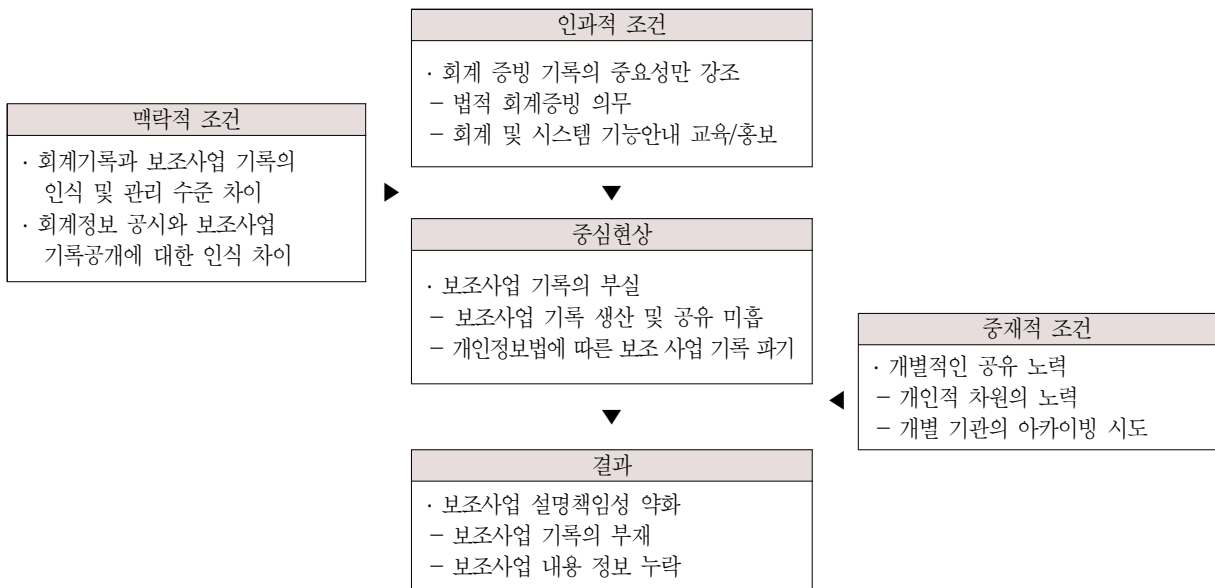 인과적 조건
· 회계 증빙 기록의 중요성만 강조
– 법적 회계증빙 의무
– 회계 및 시스템 기능안내 교육/홍보
맥락적 조건
· 회계기록과 보조사업 기록의
인식 및 관리 수준 차이
· 회계정보 공시와 보조사업
기록공개에 대한 인식 차이
중심현상
· 보조사업 기록의 부실
– 보조사업 기록 생산 및 공유 미흡
– 개인정보법에 따른 보조 사업 기록 파기
중재적 조건
· 개별적인 공유 노력
– 개인적 차원의 노력
– 개별 기관의 아카이빙 시도
결과
· 보조사업 설명책임성 약화
– 보조사업 기록의 부재
– 보조사업 내용 정보 누락